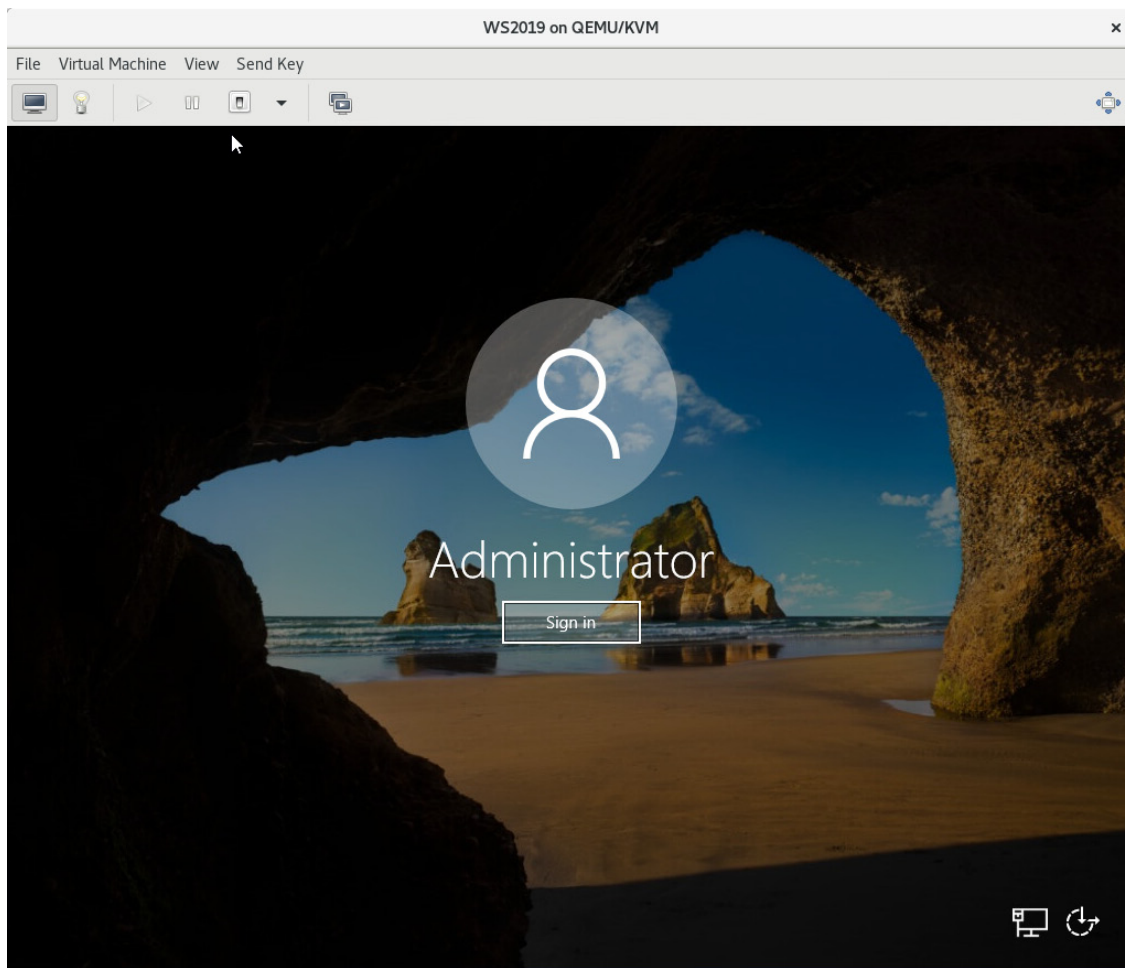 WS2019 on QEMU/KVM
File Virtual Machine View Send Key
Administrator
Sign in